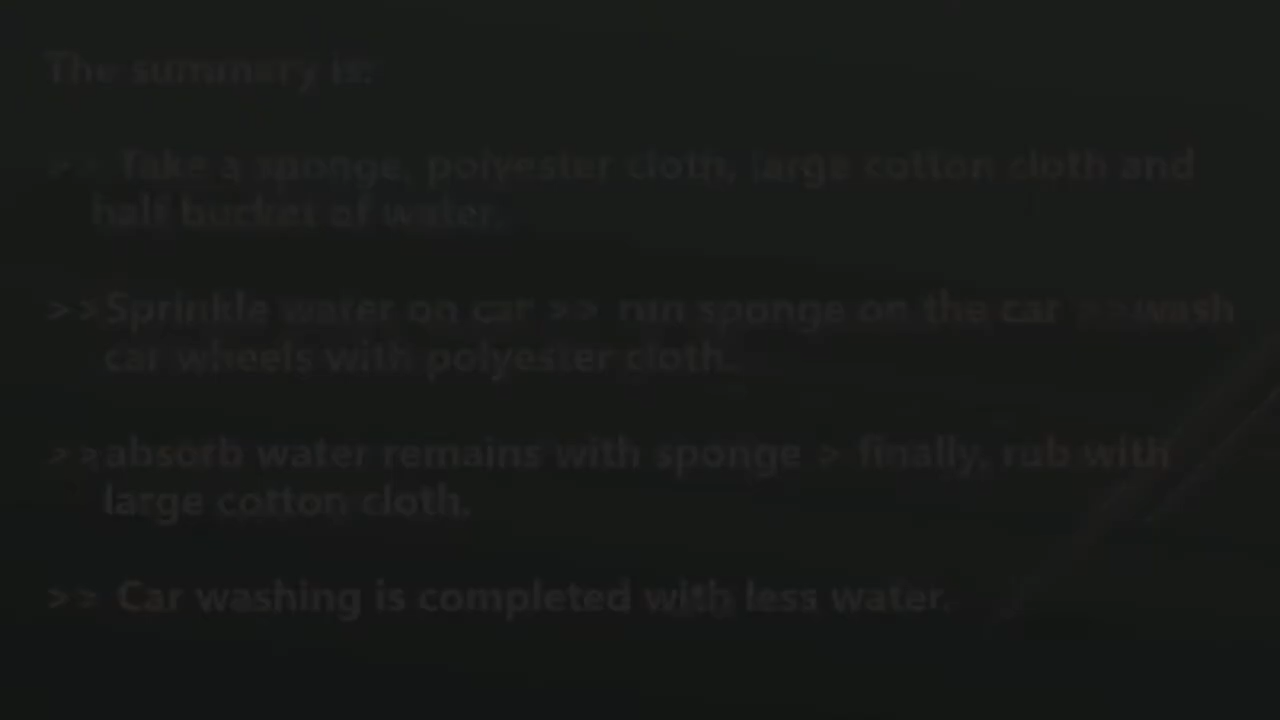 The summary is:
>> Take a sponge, polyester cloth, large cotton cloth and
half bucket of water.
>>Sprinkle water on car >> run sponge on the car >>wash
car wheels with polyester cloth.
>>absorb water remains with sponge > finally, rub with
large cotton cloth.
>> Car washing is completed with less water.